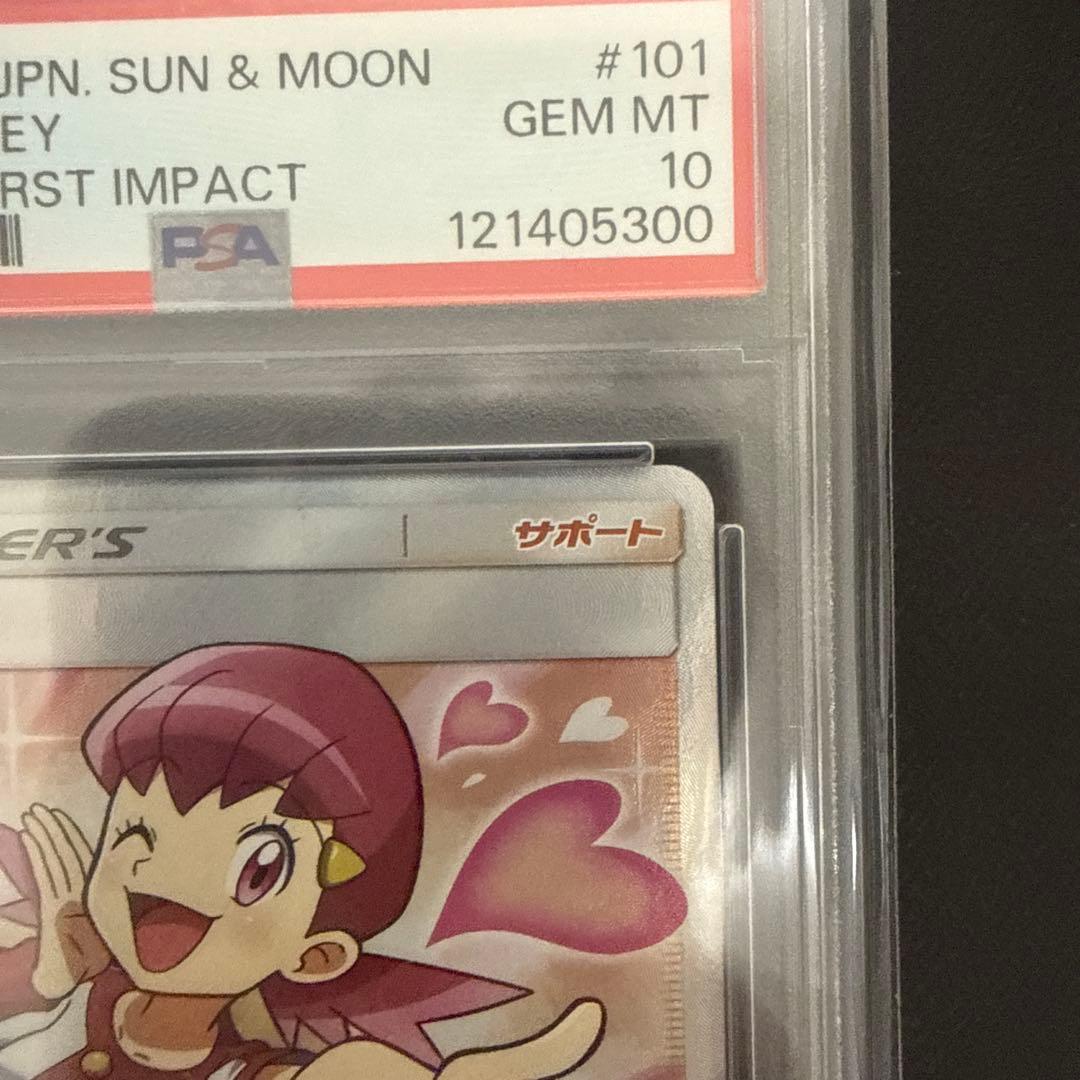 JPN. SUN & MOON #101
EY GEM MT
RST IMPACT 10
PSA 121405300
ER'S サポート